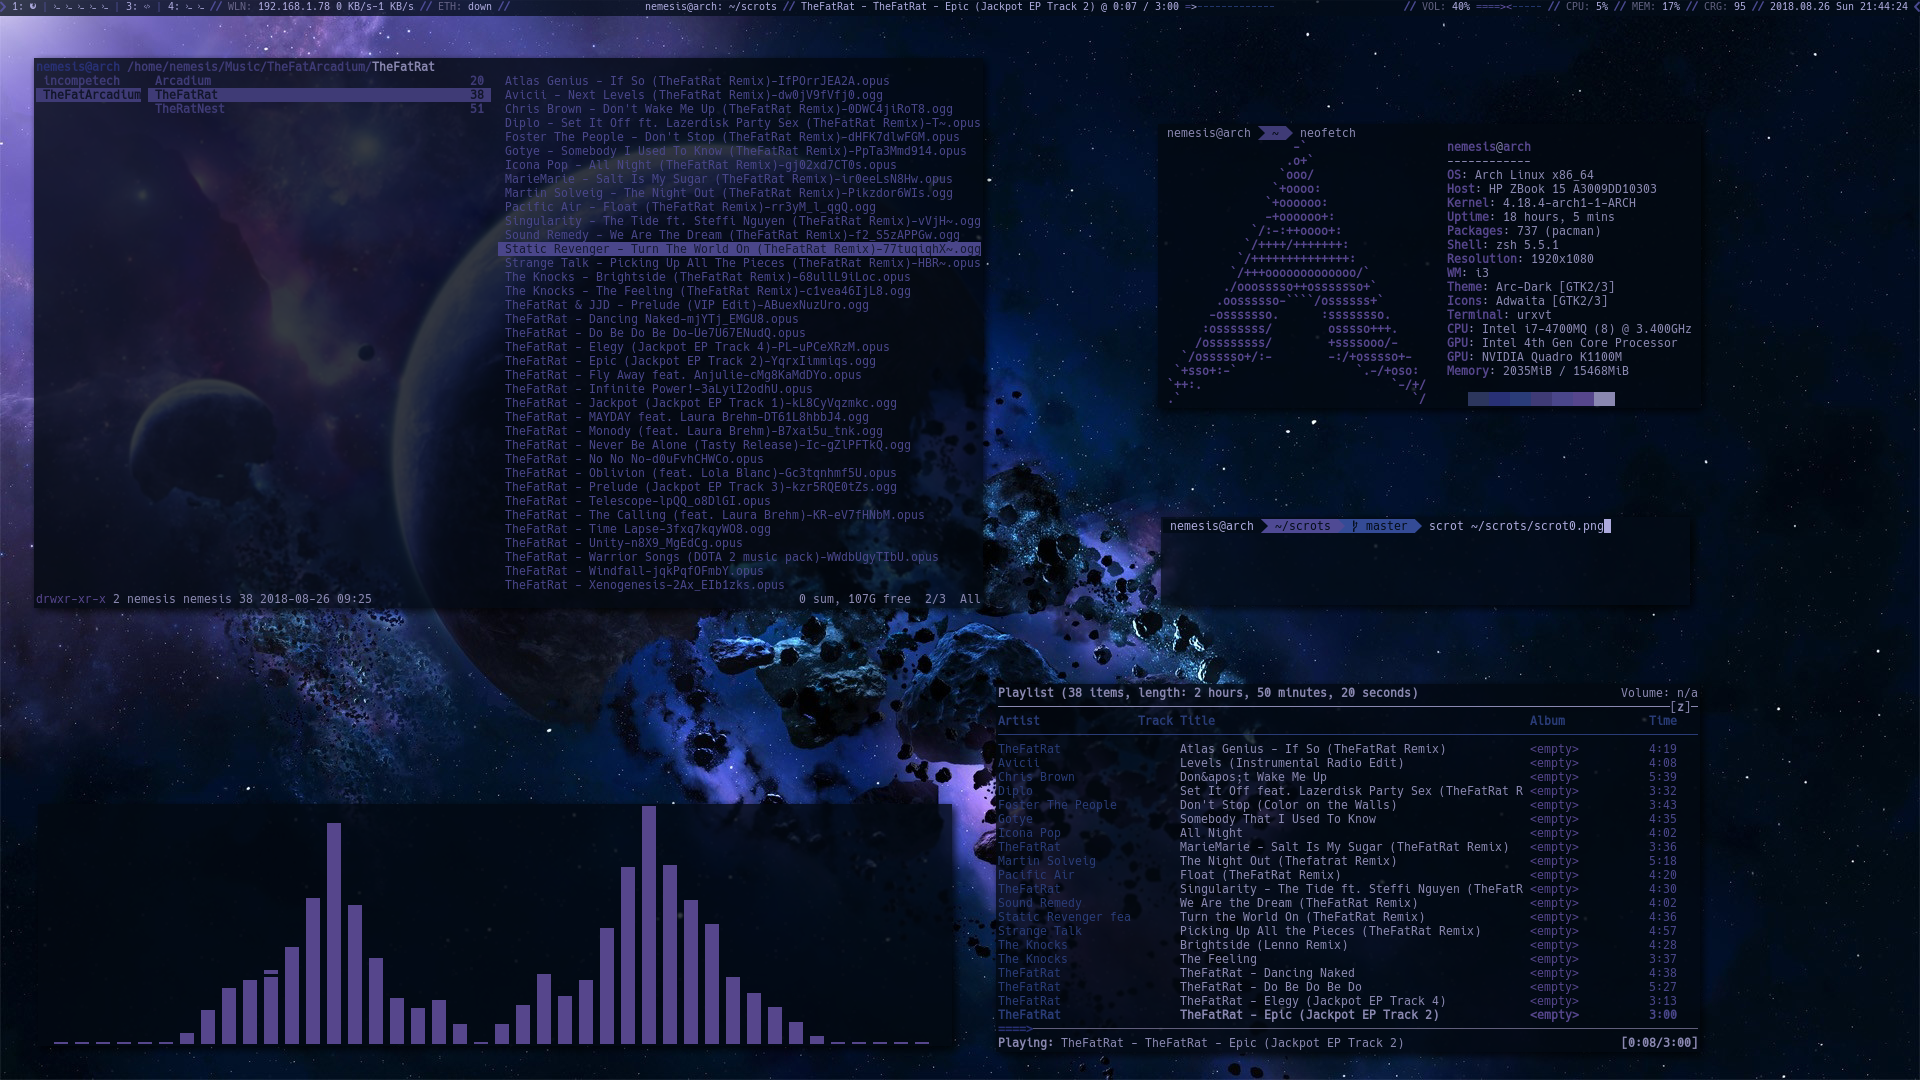 1: | 3: | 4: // WLN: 192.168.1.78 0 KB/s-1 KB/s // ETH: down //
nemesis@arch: ~/scrots // TheFatRat - TheFatRat - Epic (Jackpot EP Track 2) @ 0:07 / 3:00 =>-------------
// VOL: 40% ====><----- // CPU: 5% // MEM: 17% // CRG: 95 // 2018.08.26 Sun 21:44:24
nemesis@arch /home/nemesis/Music/TheFatArcadium/TheFatRat
incompetech
TheFatArcadium
Arcadium 20
TheFatRat 38
TheRatNest 51
Atlas Genius - If So (TheFatRat Remix)-IfPOrrJEA2A.opus
Avicii - Next Levels (TheFatRat Remix)-dw0jV9fVfj0.ogg
Chris Brown - Don't Wake Me Up (TheFatRat Remix)-0DWC4jiRoT8.ogg
Diplo - Set It Off ft. Lazerdisk Party Sex (TheFatRat Remix)-T~.opus
Foster The People - Don't Stop (TheFatRat Remix)-dHFK7dlwFGM.opus
Gotye - Somebody I Used To Know (TheFatRat Remix)-PpTa3Mmd914.opus
Icona Pop - All Night (TheFatRat Remix)-gj02xd7CT0s.opus
MarieMarie - Salt Is My Sugar (TheFatRat Remix)-ir0eeLsN8Hw.opus
Martin Solveig - The Night Out (TheFatRat Remix)-Pikzdor6WIs.ogg
Pacific Air - Float (TheFatRat Remix)-rr3yM_l_qgQ.ogg
Singularity - The Tide ft. Steffi Nguyen (TheFatRat Remix)-vVjH~.ogg
Sound Remedy - We Are The Dream (TheFatRat Remix)-f2_S5zAPPGw.ogg
Static Revenger - Turn The World On (TheFatRat Remix)-77tuqiqhX~.ogg
Strange Talk - Picking Up All The Pieces (TheFatRat Remix)-HBR~.opus
The Knocks - Brightside (TheFatRat Remix)-68ullL9iLoc.opus
The Knocks - The Feeling (TheFatRat Remix)-c1vea46IjL8.ogg
TheFatRat & JJD - Prelude (VIP Edit)-ABuexNuzUro.ogg
TheFatRat - Dancing Naked-mjYTj_EMGU8.opus
TheFatRat - Do Be Do Be Do-Ue7U67ENudQ.opus
TheFatRat - Elegy (Jackpot EP Track 4)-PL-uPCeXRzM.opus
TheFatRat - Epic (Jackpot EP Track 2)-YqrxIimmiqs.ogg
TheFatRat - Fly Away feat. Anjulie-cMg8KaMdDYo.opus
TheFatRat - Infinite Power!-3aLyiI2odhU.opus
TheFatRat - Jackpot (Jackpot EP Track 1)-kL8CyVqzmkc.ogg
TheFatRat - MAYDAY feat. Laura Brehm-DT61L8hbbJ4.ogg
TheFatRat - Monody (feat. Laura Brehm)-B7xai5u_tnk.ogg
TheFatRat - Never Be Alone (Tasty Release)-Ic-gZlPFTkQ.ogg
TheFatRat - No No No-d0uFvhCHWCo.opus
TheFatRat - Oblivion (feat. Lola Blanc)-Gc3tqnhmf5U.opus
TheFatRat - Prelude (Jackpot EP Track 3)-kzr5RQE0tZs.ogg
TheFatRat - Telescope-lpQQ_o8DlGI.opus
TheFatRat - The Calling (feat. Laura Brehm)-KR-eV7fHNbM.opus
TheFatRat - Time Lapse-3fxq7kqyWO8.ogg
TheFatRat - Unity-n8X9_MgEdCg.opus
TheFatRat - Warrior Songs (DOTA 2 music pack)-WWdbUgyTIbU.opus
TheFatRat - Windfall-jqkPqfOFmbY.opus
TheFatRat - Xenogenesis-2Ax_EIb1zks.opus
drwxr-xr-x 2 nemesis nemesis 38 2018-08-26 09:25
0 sum, 107G free 2/3 All
nemesis@arch ~ neofetch
nemesis@arch
------------
OS: Arch Linux x86_64
Host: HP ZBook 15 A3009DD10303
Kernel: 4.18.4-arch1-1-ARCH
Uptime: 18 hours, 5 mins
Packages: 737 (pacman)
Shell: zsh 5.5.1
Resolution: 1920x1080
WM: i3
Theme: Arc-Dark [GTK2/3]
Icons: Adwaita [GTK2/3]
Terminal: urxvt
CPU: Intel i7-4700MQ (8) @ 3.400GHz
GPU: Intel 4th Gen Core Processor
GPU: NVIDIA Quadro K1100M
Memory: 2035MiB / 15468MiB
nemesis@arch ~/scrots master scrot ~/scrots/scrot0.png
Playlist (38 items, length: 2 hours, 50 minutes, 20 seconds) Volume: n/a
[z]
Artist Track Title Album Time
TheFatRat Atlas Genius - If So (TheFatRat Remix) <empty> 4:19
Avicii Levels (Instrumental Radio Edit) <empty> 4:08
Chris Brown Don&apos;t Wake Me Up <empty> 5:39
Diplo Set It Off feat. Lazerdisk Party Sex (TheFatRat R <empty> 3:32
Foster The People Don't Stop (Color on the Walls) <empty> 3:43
Gotye Somebody That I Used To Know <empty> 4:35
Icona Pop All Night <empty> 4:02
TheFatRat MarieMarie - Salt Is My Sugar (TheFatRat Remix) <empty> 3:36
Martin Solveig The Night Out (Thefatrat Remix) <empty> 5:18
Pacific Air Float (TheFatRat Remix) <empty> 4:20
TheFatRat Singularity - The Tide ft. Steffi Nguyen (TheFatR <empty> 4:30
Sound Remedy We Are the Dream (TheFatRat Remix) <empty> 4:02
Static Revenger fea Turn the World On (TheFatRat Remix) <empty> 4:36
Strange Talk Picking Up All the Pieces (TheFatRat Remix) <empty> 4:57
The Knocks Brightside (Lenno Remix) <empty> 4:28
The Knocks The Feeling <empty> 3:37
TheFatRat TheFatRat - Dancing Naked <empty> 4:38
TheFatRat TheFatRat - Do Be Do Be Do <empty> 5:27
TheFatRat TheFatRat - Elegy (Jackpot EP Track 4) <empty> 3:13
TheFatRat TheFatRat - Epic (Jackpot EP Track 2) <empty> 3:00
Playing: TheFatRat - TheFatRat - Epic (Jackpot EP Track 2) [0:08/3:00]